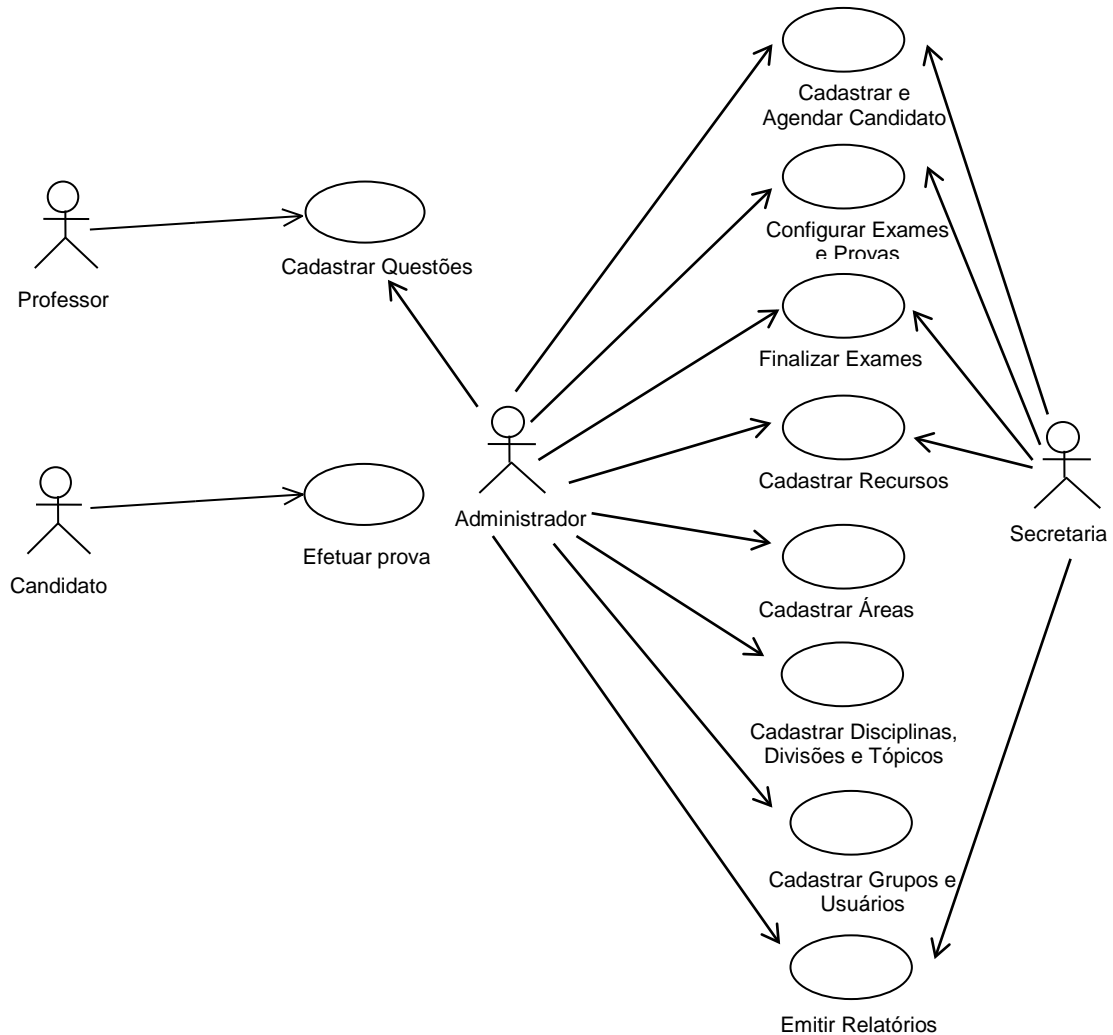 Cadastrar e
Agendar Candidato
Configurar Exames
e Provas
Cadastrar Questões
Professor
Finalizar Exames
Cadastrar Recursos
Administrador
Secretaria
Efetuar prova
Candidato
Cadastrar Áreas
Cadastrar Disciplinas,
Divisões e Tópicos
Cadastrar Grupos e
Usuários
Emitir Relatórios